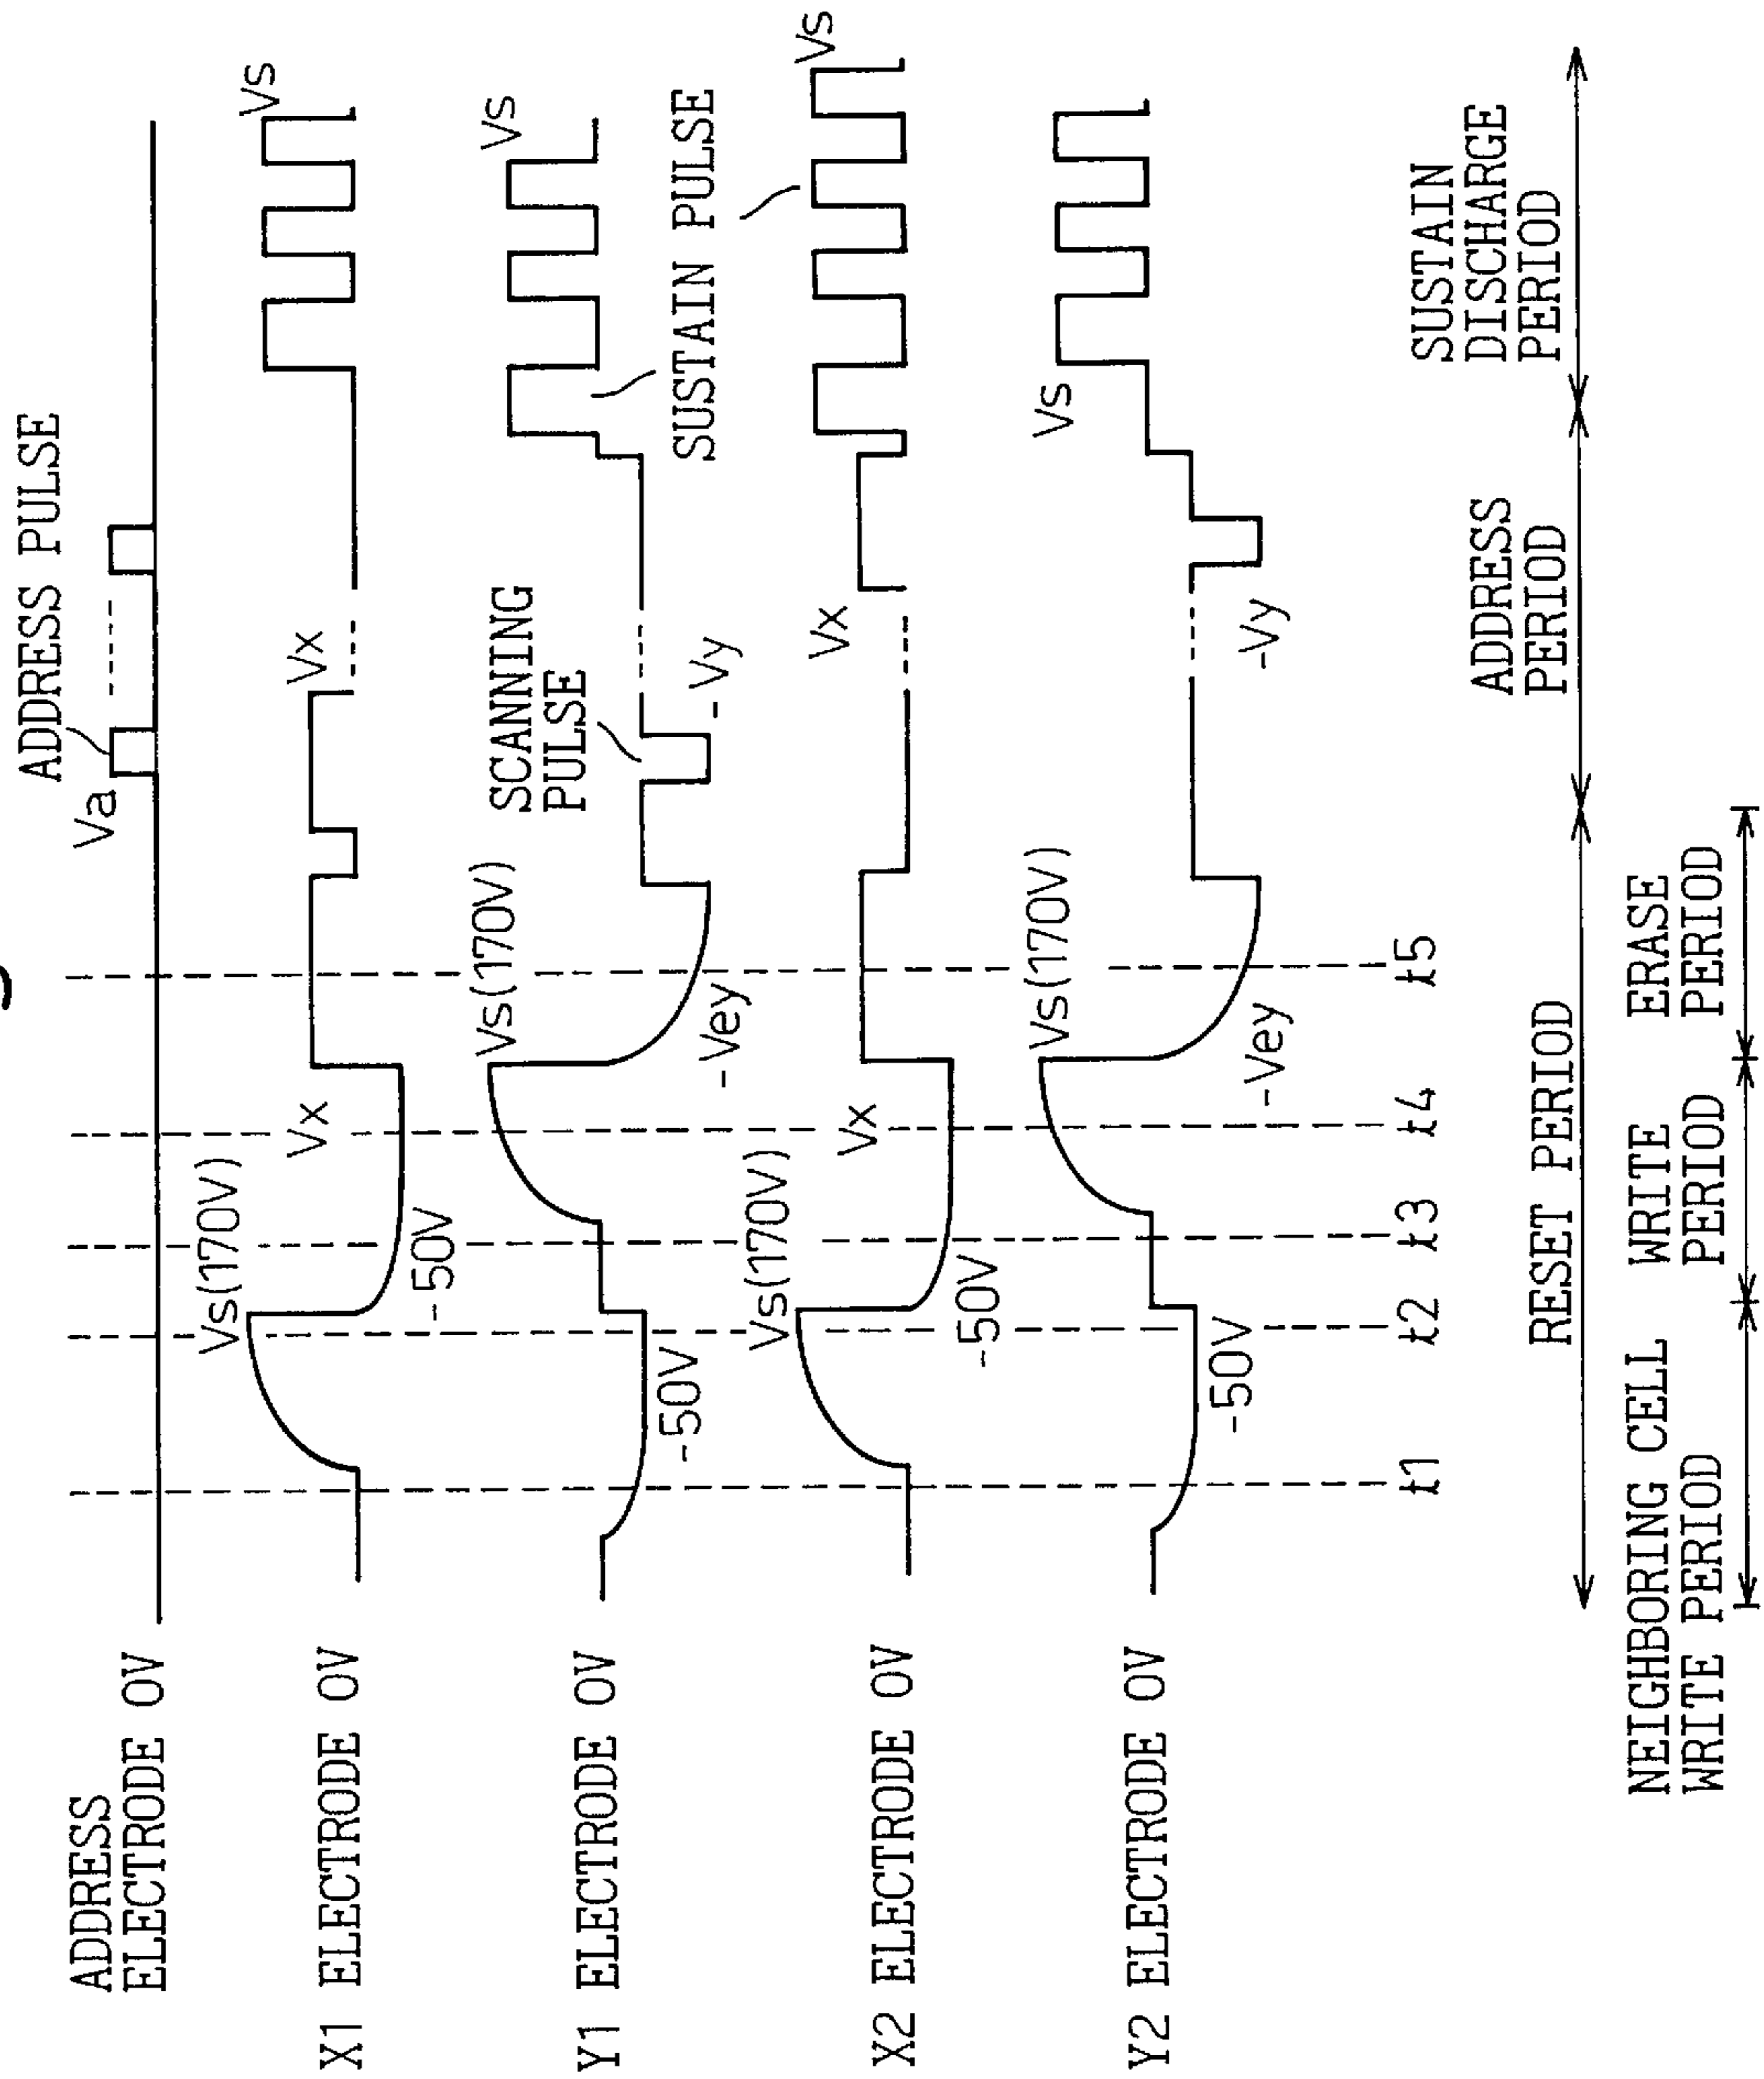 ADDRESS PULSE
Va
ADDRESS
ELECTRODE 0V
Vs(170V)
Vx
Vx
Vs
X1 ELECTRODE 0V
-50V
SCANNING
PULSE
Vs(170V)
Vs
Y1 ELECTRODE 0V
-50V
-Vey
-Vy
SUSTAIN PULSE
Vs(170V)
Vx
Vx
Vs
X2 ELECTRODE 0V
-50V
Vs(170V)
Vs
Y2 ELECTRODE 0V
-50V
-Vey
-Vy
t1
t2
t3
t4
t5
RESET PERIOD
ADDRESS
PERIOD
SUSTAIN
DISCHARGE
PERIOD
NEIGHBORING CELL
WRITE PERIOD
WRITE
PERIOD
ERASE
PERIOD